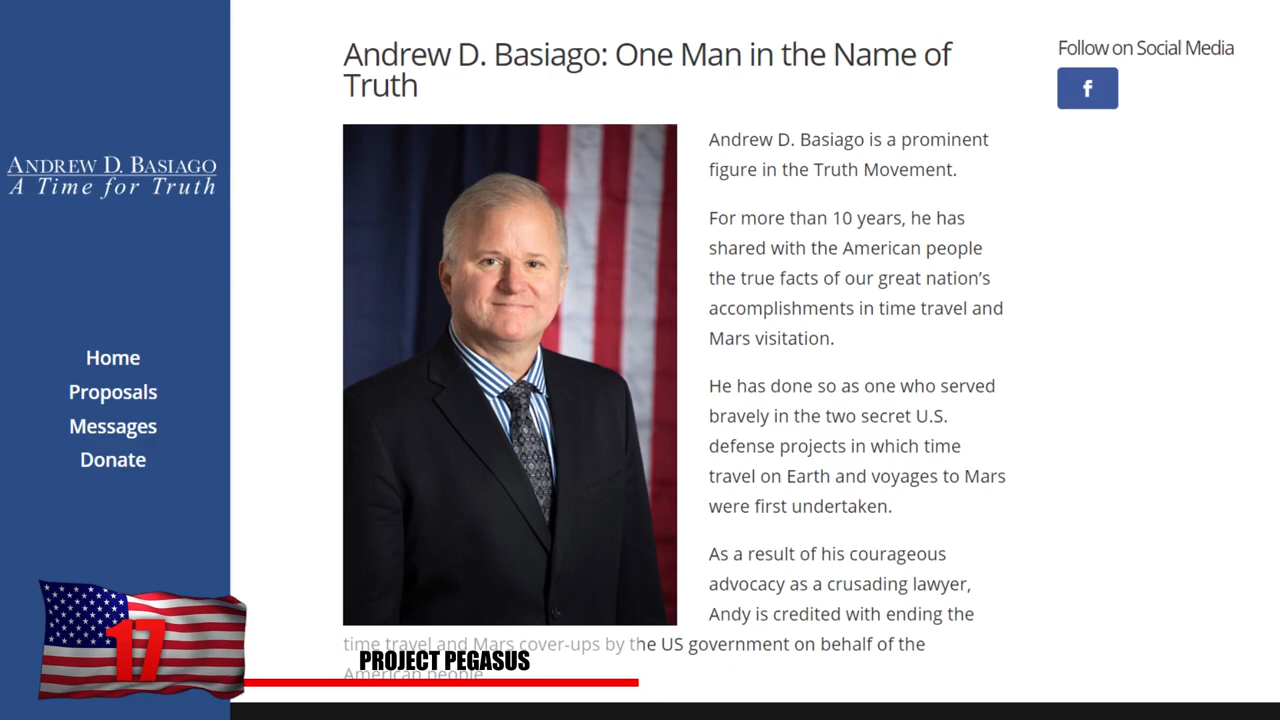 Andrew D. Basiago: One Man in the Name of
Truth
Follow on Social Media
f
ANDREW D. BASIAGO
A Time for Truth
Home
Proposals
Messages
Donate
Andrew D. Basiago is a prominent
figure in the Truth Movement.
For more than 10 years, he has
shared with the American people
the true facts of our great nation's
accomplishments in time travel and
Mars visitation.
He has done so as one who served
bravely in the two secret U.S.
defense projects in which time
travel on Earth and voyages to Mars
were first undertaken.
As a result of his courageous
advocacy as a crusading lawyer,
Andy is credited with ending the
time travel and Mars cover-ups by the US government on behalf of the
American people.
17
PROJECT PEGASUS